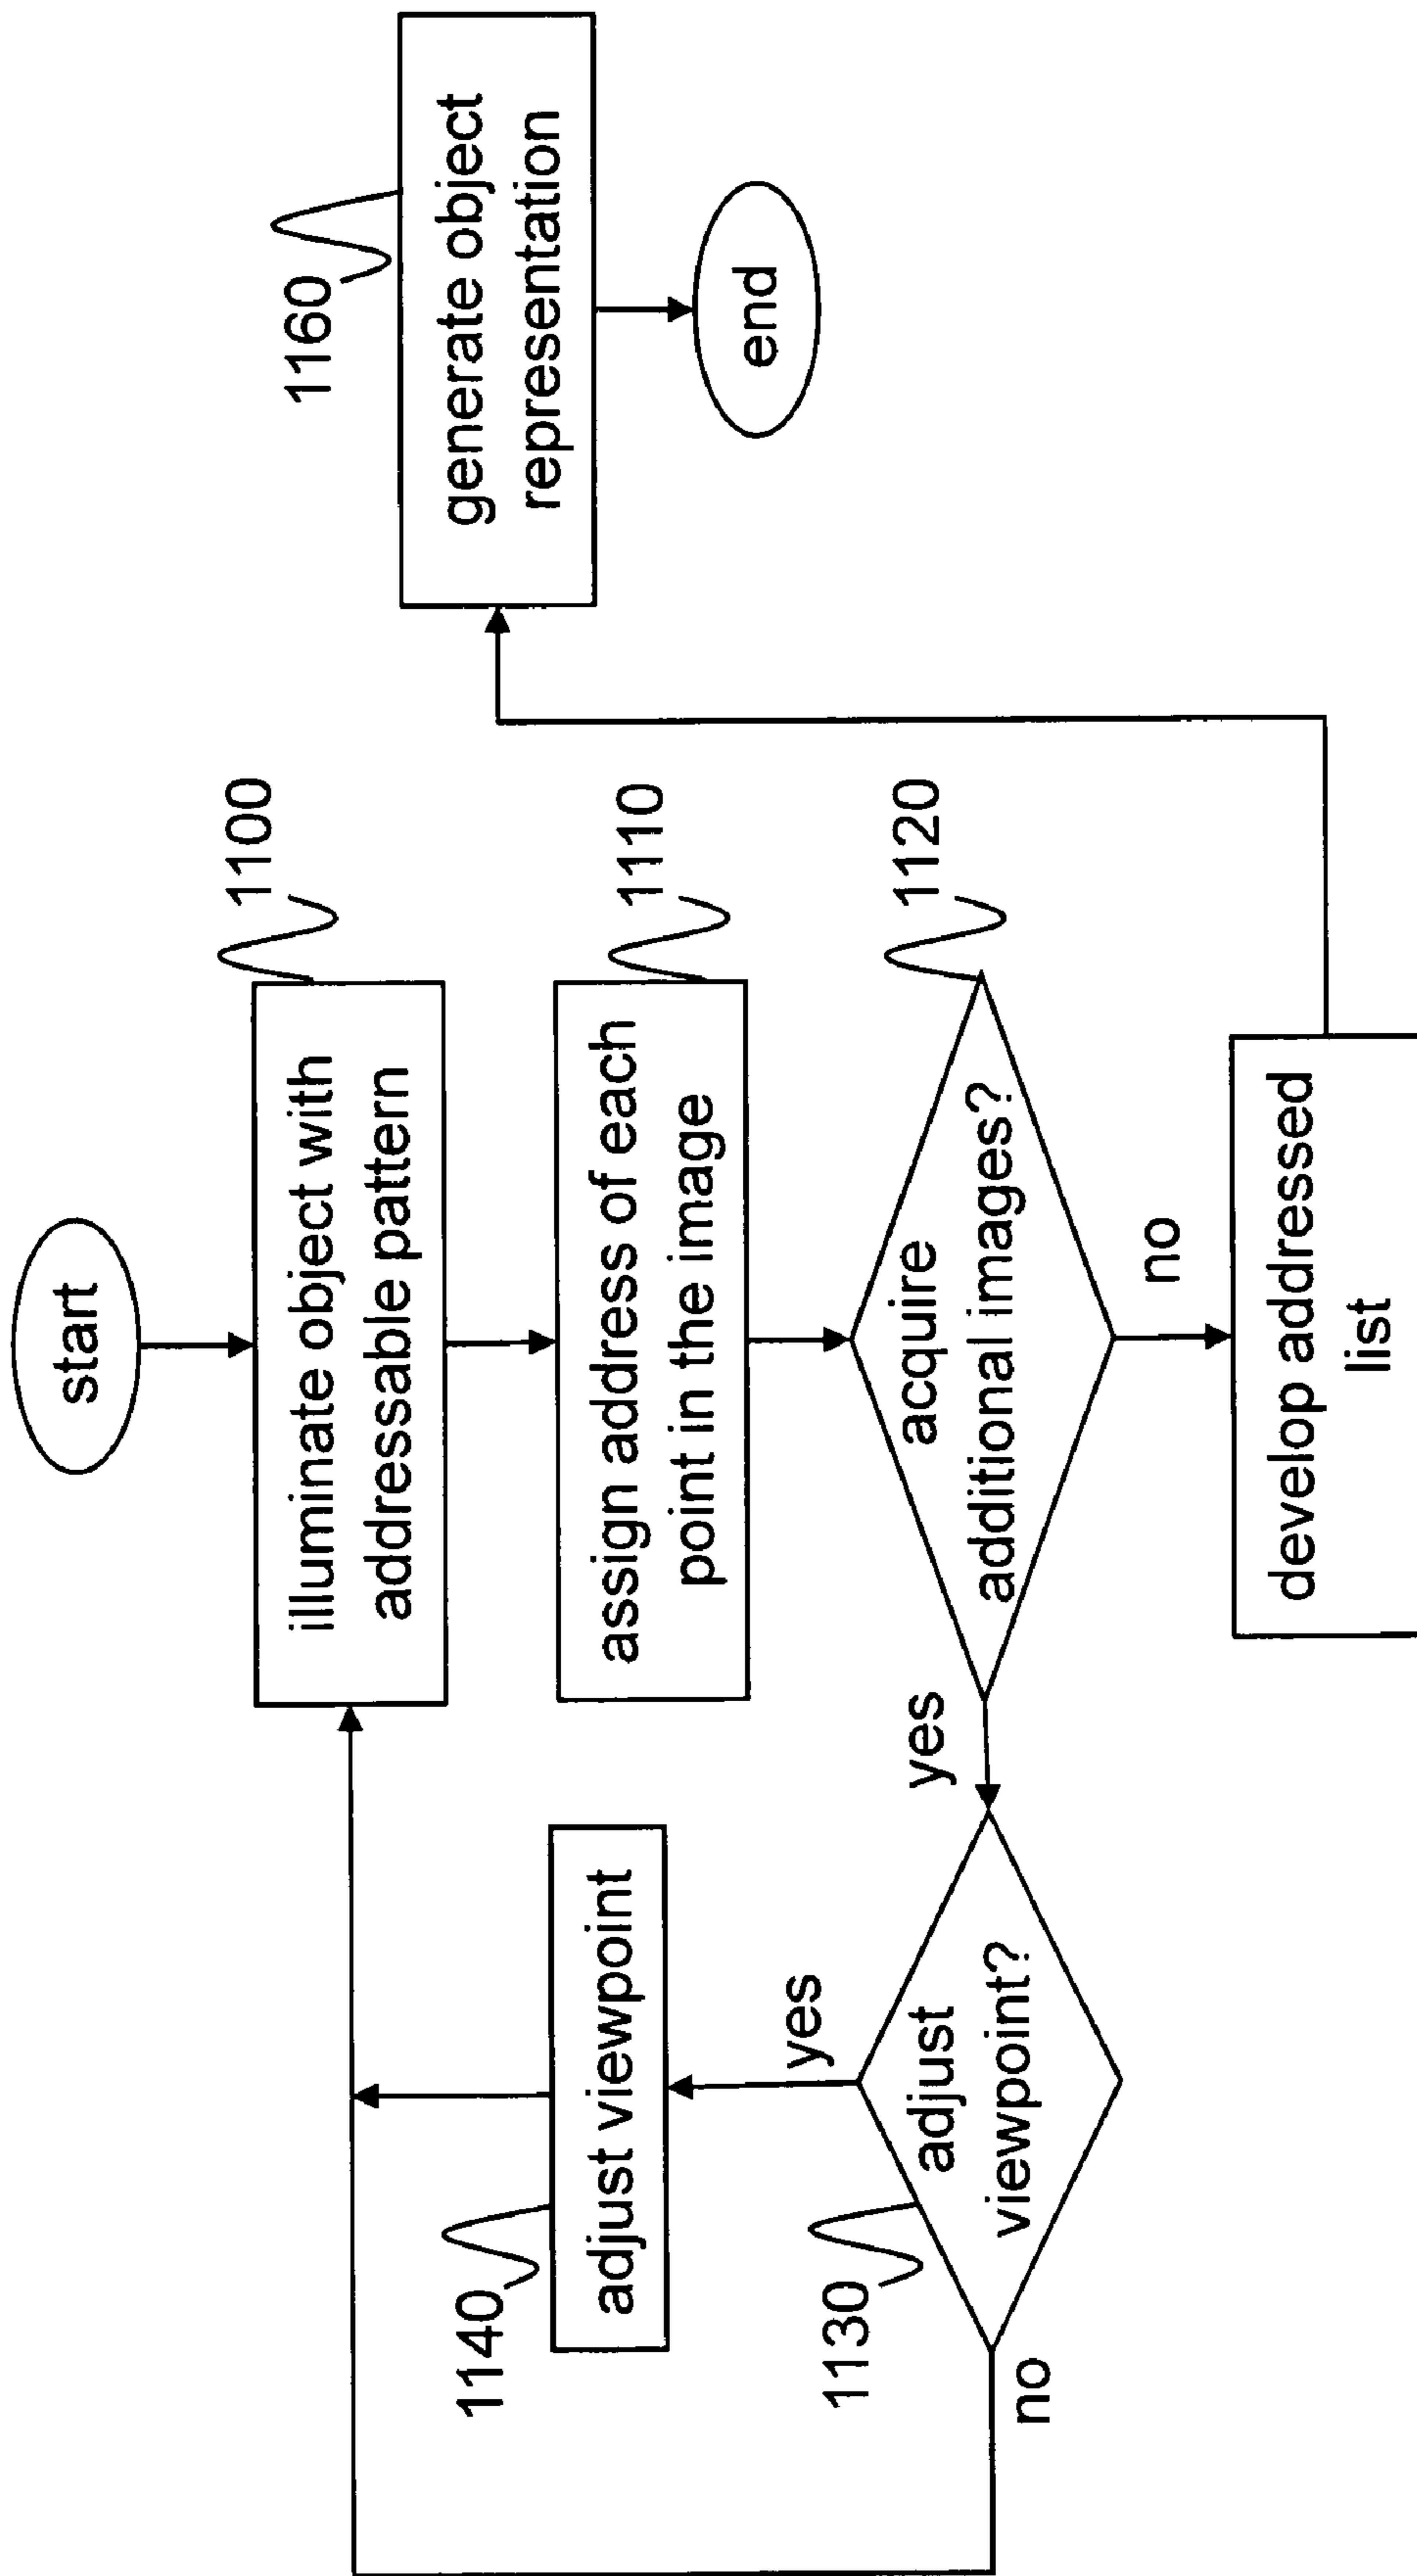 start
illuminate object with
addressable pattern
1100
assign address of each
point in the image
1110
acquire
additional images?
1120
yes
no
adjust
viewpoint?
1130
yes
no
adjust viewpoint
1140
develop addressed
list
generate object
representation
1160
end